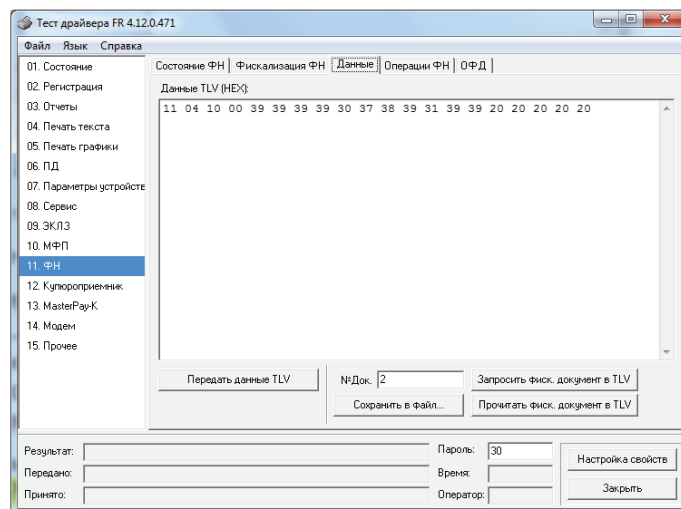 Тест драйвера FR 4.12.0.471
Файл Язык Справка
01. Состояние
02. Регистрация
03. Отчеты
04. Печать текста
05. Печать графики
06. ПД
07. Параметры устройств
08. Сервис
09. ЭКЛЗ
10. МФП
11. ФН
12. Купюроприемник
13. MasterPay-K
14. Модем
15. Прочее
Состояние ФН Фискализация ФН Данные Операции ФН ОФД
Данные TLV (HEX):
11 04 10 00 39 39 39 39 30 37 38 39 31 39 39 20 20 20 20 20
Передать данные TLV
№Док. 2
Запросить фиск. документ в TLV
Сохранить в файл...
Прочитать фиск. документ в TLV
Результат:
Передано:
Принято:
Пароль: 30
Время:
Оператор:
Настройка свойств
Закрыть